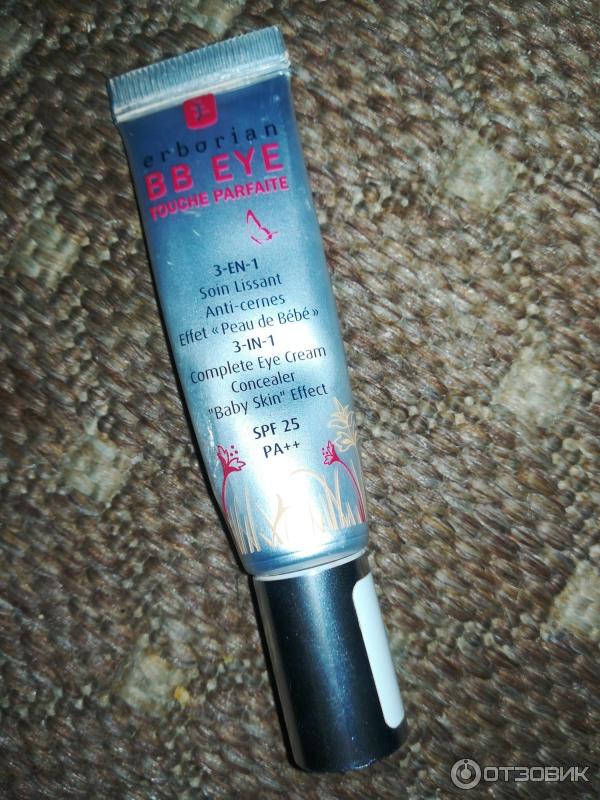 erborian
BB EYE
TOUCHE PARFAITE
3-EN-1
Soin Lissant
Anti-cernes
Effet « Peau de Bébé »
3-IN-1
Complete Eye Cream
Concealer
"Baby Skin" Effect
SPF 25
PA++
ОТЗОВИК